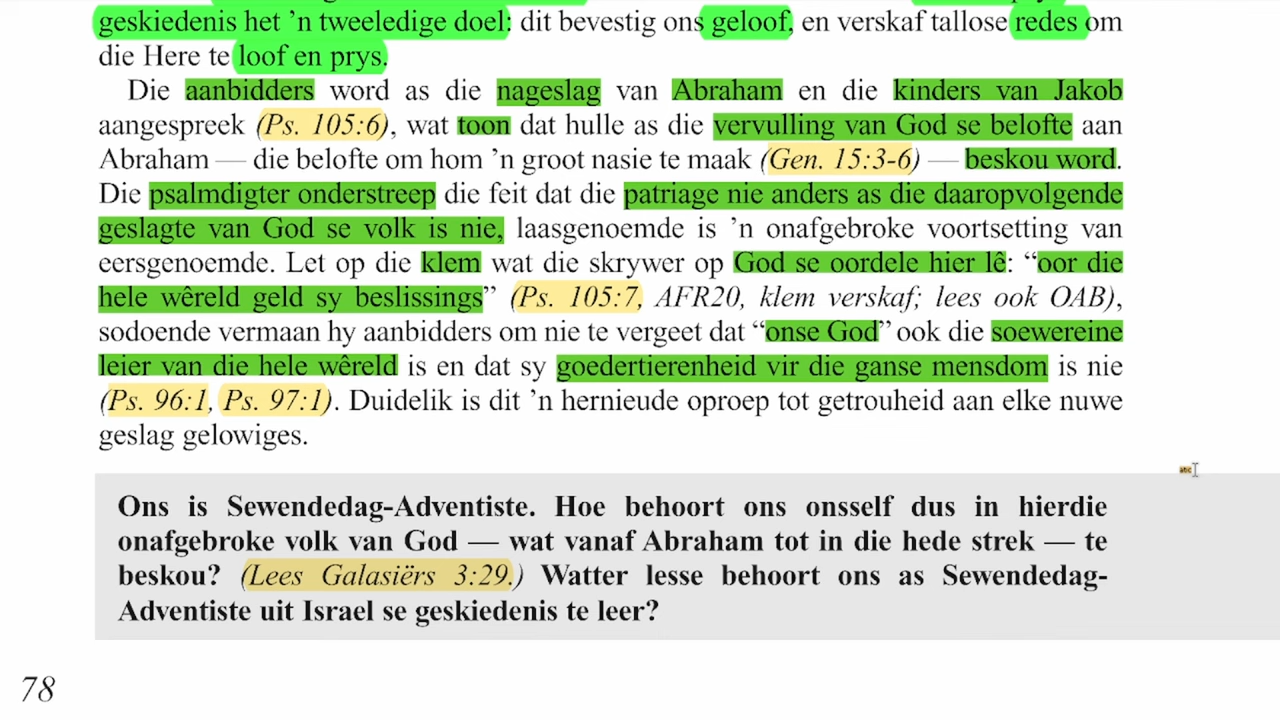 geskiedenis het ’n tweeledige doel: dit bevestig ons geloof, en verskaf tallose redes om
die Here te loof en prys.
Die aanbidders word as die nageslag van Abraham en die kinders van Jakob
aangespreek (Ps. 105:6), wat toon dat hulle as die vervulling van God se belofte aan
Abraham — die belofte om hom ’n groot nasie te maak (Gen. 15:3-6) — beskou word.
Die psalmdigter onderstreep die feit dat die patriage nie anders as die daaropvolgende
geslagte van God se volk is nie, laasgenoemde is ’n onafgebroke voortsetting van
eersgenoemde. Let op die klem wat die skrywer op God se oordele hier lê: “oor die
hele wêreld geld sy beslissings” (Ps. 105:7, AFR20, klem verskaf; lees ook OAB),
sodoende vermaan hy aanbidders om nie te vergeet dat “onse God” ook die soewereine
leier van die hele wêreld is en dat sy goedertierenheid vir die ganse mensdom is nie
(Ps. 96:1, Ps. 97:1). Duidelik is dit ’n hernieude oproep tot getrouheid aan elke nuwe
geslag gelowiges.
Ons is Sewendedag-Adventiste. Hoe behoort ons onsself dus in hierdie
onafgebroke volk van God — wat vanaf Abraham tot in die hede strek — te
beskou? (Lees Galasiërs 3:29.) Watter lesse behoort ons as Sewendedag-
Adventiste uit Israel se geskiedenis te leer?
78